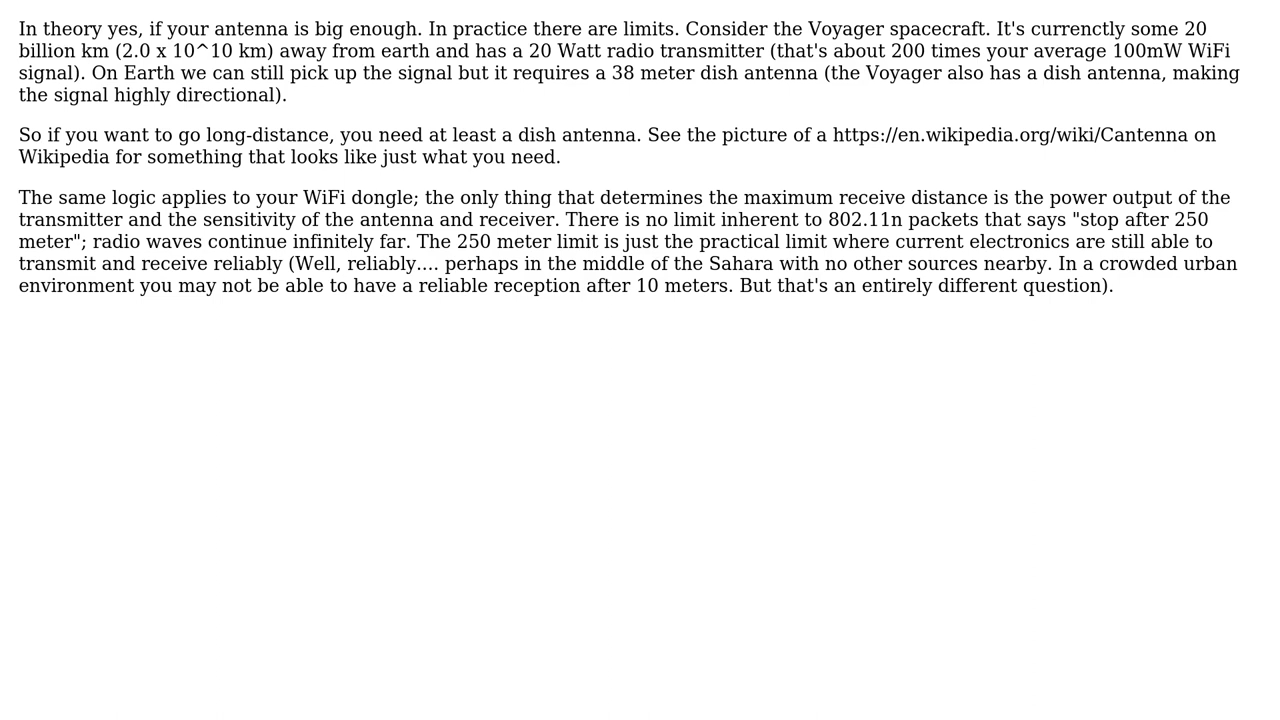 In theory yes, if your antenna is big enough. In practice there are limits. Consider the Voyager spacecraft. It's currenctly some 20
billion km (2.0 x 10^10 km) away from earth and has a 20 Watt radio transmitter (that's about 200 times your average 100mW WiFi
signal). On Earth we can still pick up the signal but it requires a 38 meter dish antenna (the Voyager also has a dish antenna, making
the signal highly directional).
So if you want to go long-distance, you need at least a dish antenna. See the picture of a https://en.wikipedia.org/wiki/Cantenna on
Wikipedia for something that looks like just what you need.
The same logic applies to your WiFi dongle; the only thing that determines the maximum receive distance is the power output of the
transmitter and the sensitivity of the antenna and receiver. There is no limit inherent to 802.11n packets that says "stop after 250
meter"; radio waves continue infinitely far. The 250 meter limit is just the practical limit where current electronics are still able to
transmit and receive reliably (Well, reliably.... perhaps in the middle of the Sahara with no other sources nearby. In a crowded urban
environment you may not be able to have a reliable reception after 10 meters. But that's an entirely different question).